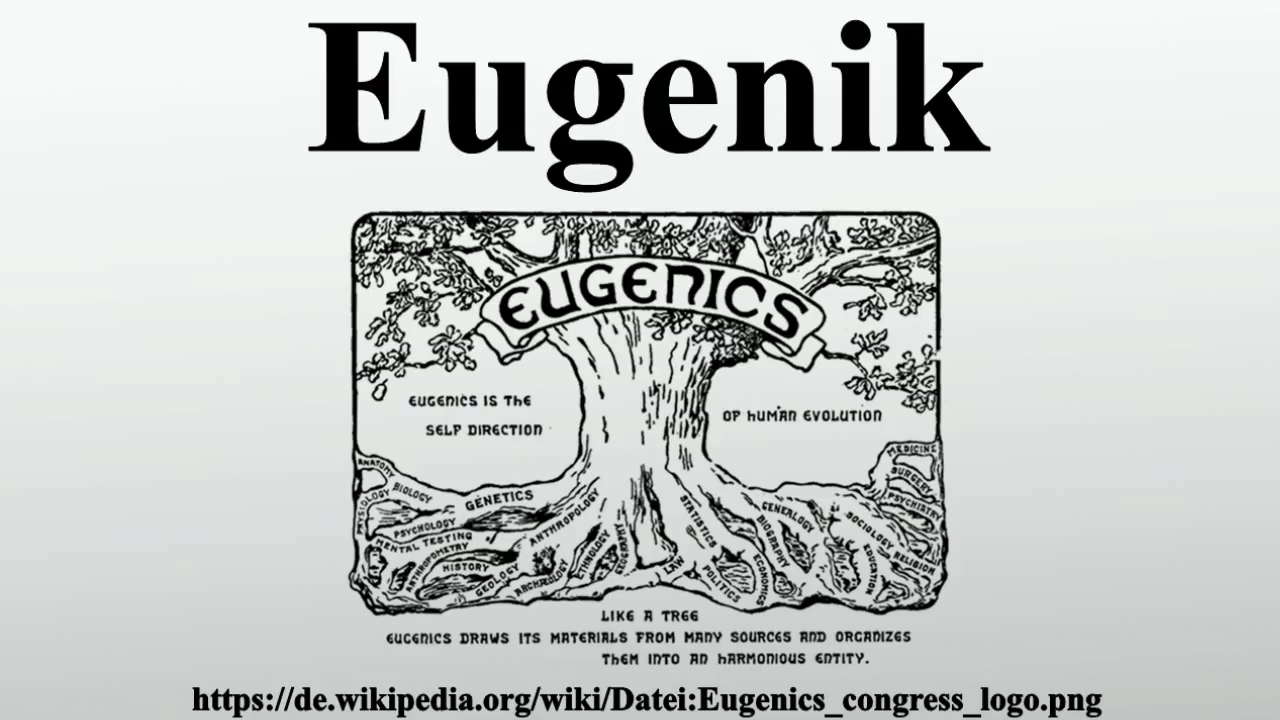 Eugenik
EUGENICS
EUGENICS IS THE
SELF DIRECTION
OF HUMAN EVOLUTION
ANATOMY
PHYSIOLOGY
BIOLOGY
GENETICS
PSYCHOLOGY
MENTAL TESTING
ANTHROPOMETRY
HISTORY
GEOLOGY
ARCHAEOLOGY
ANTHROPOLOGY
ETHNOLOGY
GEOGRAPHY
LAW
STATISTICS
POLITICS
ECONOMICS
BIOGRAPHY
GENEALOGY
EDUCATION
SOCIOLOGY
RELIGION
PSYCHIATRY
SURGERY
MEDICINE
LIKE A TREE
EUGENICS DRAWS ITS MATERIALS FROM MANY SOURCES AND ORGANIZES
THEM INTO AN HARMONIOUS ENTITY.
https://de.wikipedia.org/wiki/Datei:Eugenics_congress_logo.png